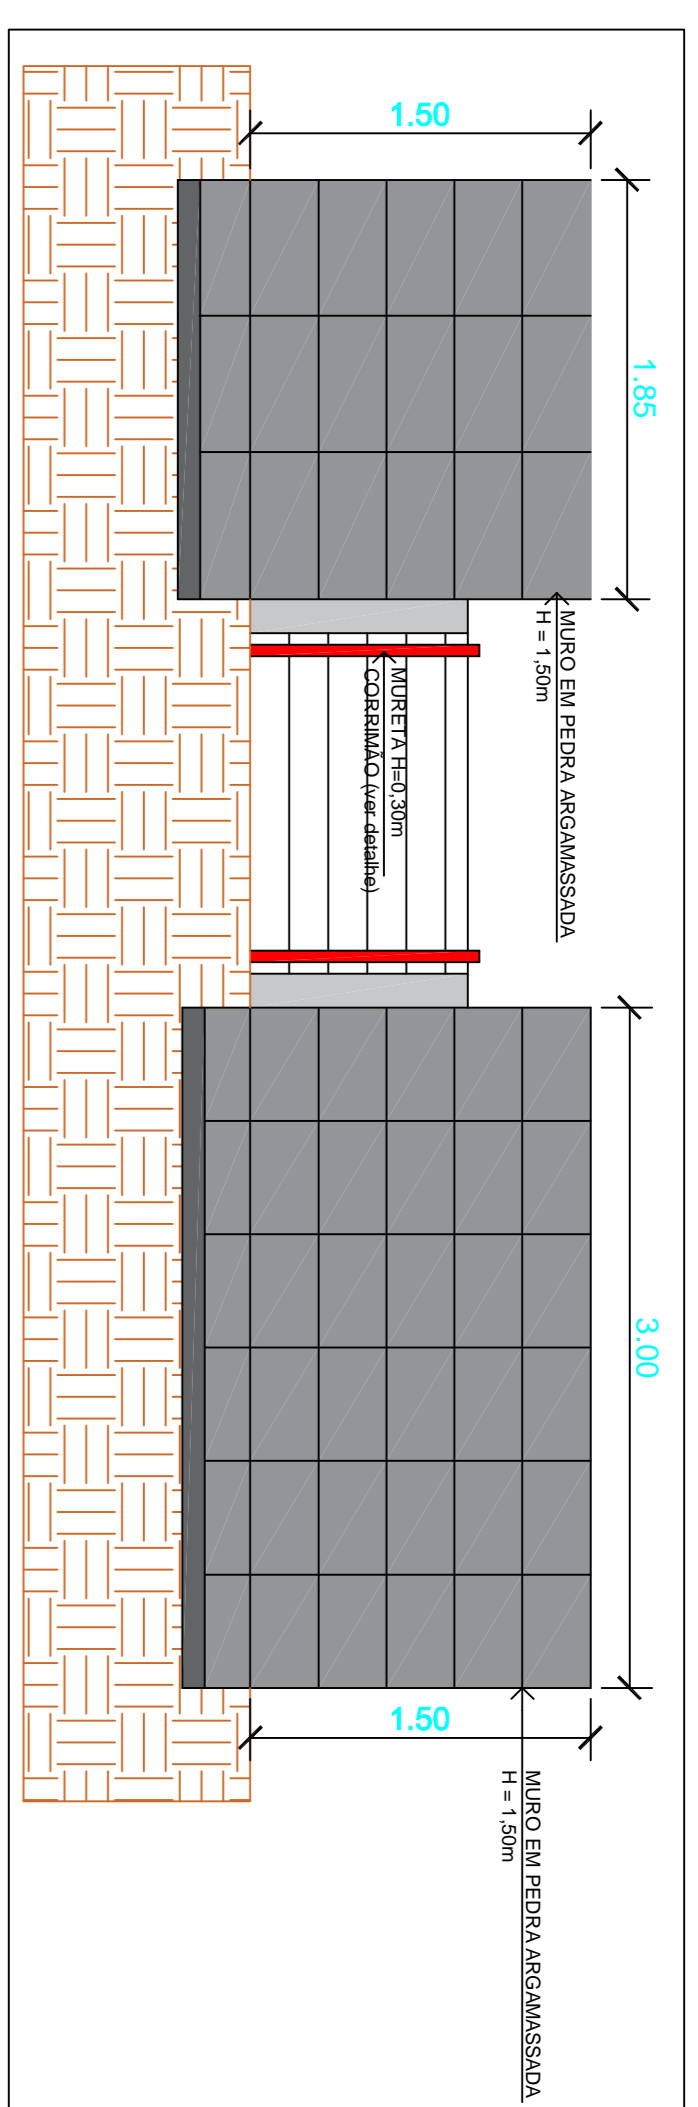 1.50
1.85
MURO EM PEDRA ARGAMASSADA
H = 1,50m
MURETA H=0,30m
CORRIMÃO (ver detalhe)
3.00
1.50
MURO EM PEDRA ARGAMASSADA
H = 1,50m